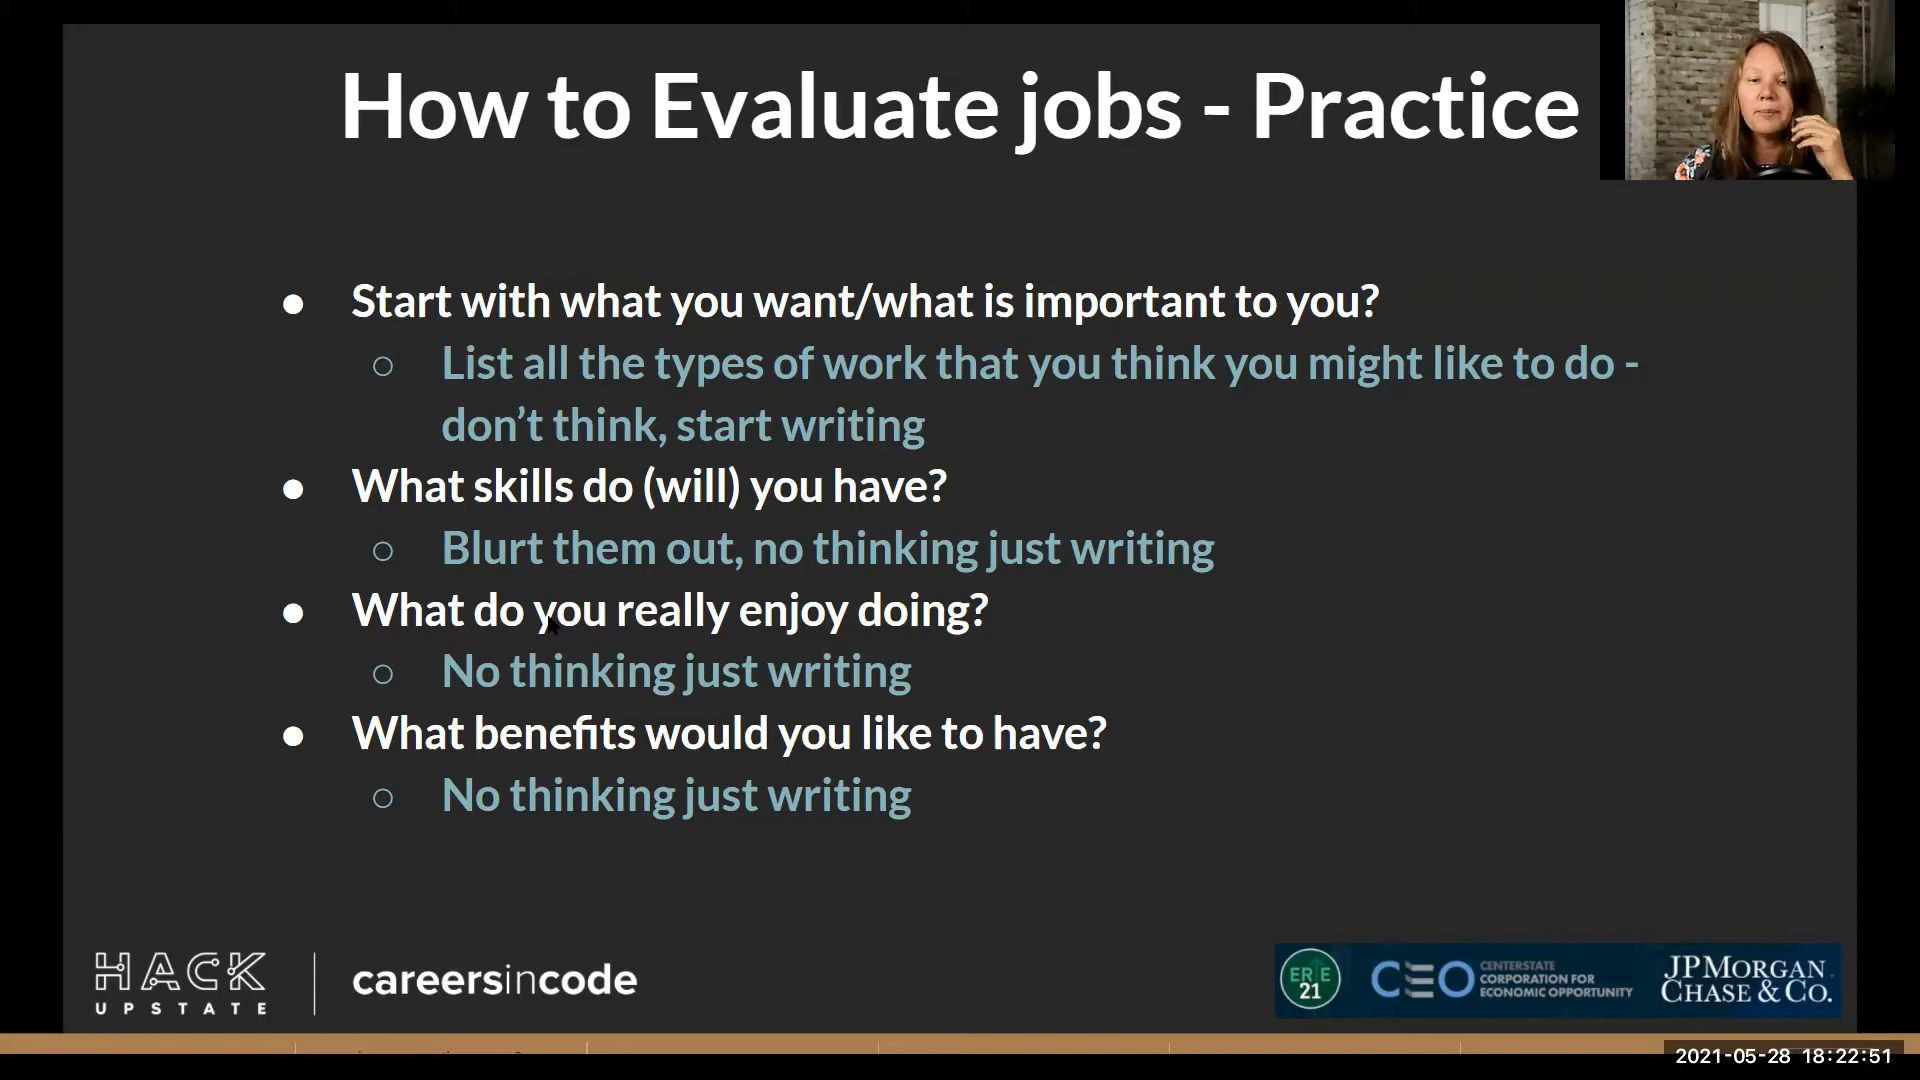 How to Evaluate jobs - Practice
● Start with what you want/what is important to you?
○ List all the types of work that you think you might like to do -
don’t think, start writing
● What skills do (will) you have?
○ Blurt them out, no thinking just writing
● What do you really enjoy doing?
○ No thinking just writing
● What benefits would you like to have?
○ No thinking just writing
HACK
UPSTATE
careersincode
ERIE
21
CEO
CENTERSTATE
CORPORATION FOR
ECONOMIC OPPORTUNITY
JPMORGAN
CHASE & CO.
2021-05-28 18:22:51